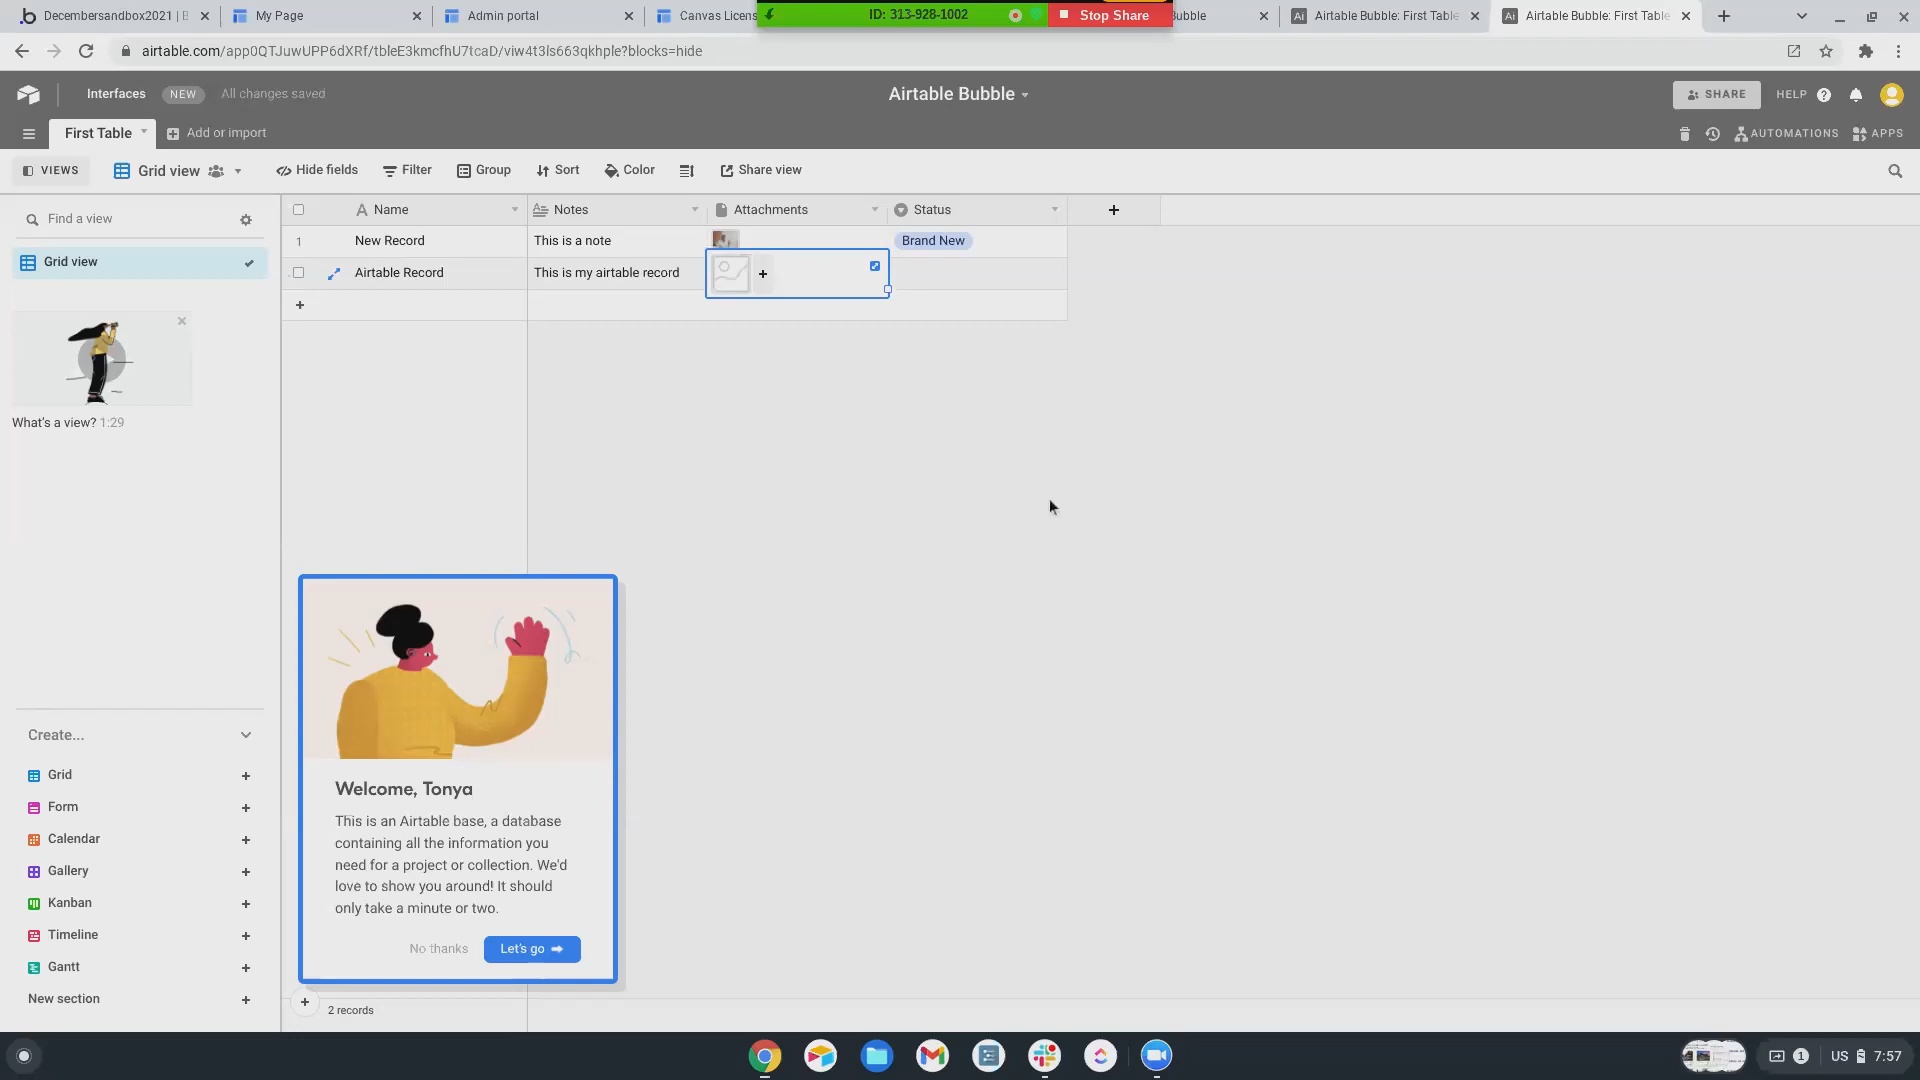 Decembersandbox2021 | B
My Page
Admin portal
Canvas Licens
ID: 313-928-1002
Stop Share
Bubble
Airtable Bubble: First Table
Airtable Bubble: First Table
airtable.com/app0QTJuwUPP6dXRf/tbleE3kmcfhU7tcaD/viw4t3ls663qkhple?blocks=hide
Interfaces
NEW
All changes saved
Airtable Bubble
SHARE
HELP
First Table
Add or import
AUTOMATIONS
APPS
VIEWS
Grid view
Hide fields
Filter
Group
Sort
Color
Share view
Find a view
Name
Notes
Attachments
Status
Grid view
1
New Record
This is a note
Brand New
Airtable Record
This is my airtable record
What's a view? 1:29
Welcome, Tonya
This is an Airtable base, a database
containing all the information you
need for a project or collection. We'd
love to show you around! It should
only take a minute or two.
No thanks
Let's go
Create...
Grid
Form
Calendar
Gallery
Kanban
Timeline
Gantt
New section
2 records
1
US
7:57